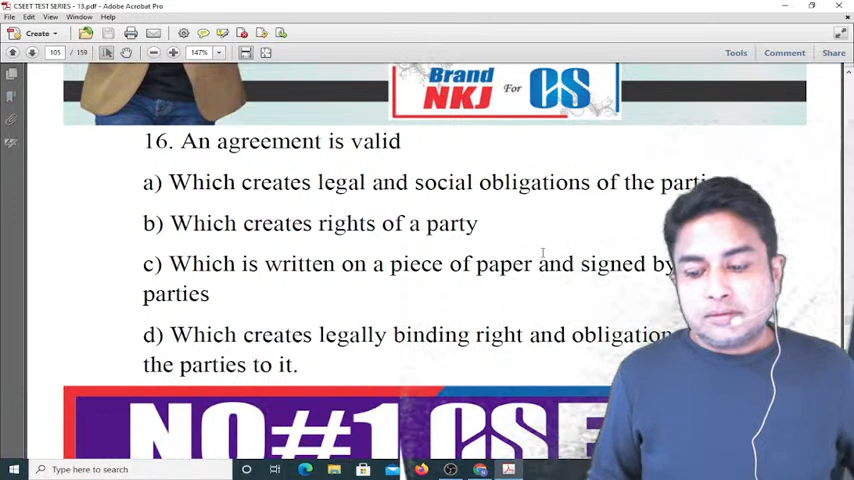 CSEET TEST SERIES - 13.pdf - Adobe Acrobat Pro
File Edit View Window Help
Create
105 / 159 147% Tools Comment Share
Brand
NKJ For CS
16. An agreement is valid
a) Which creates legal and social obligations of the parti
b) Which creates rights of a party
c) Which is written on a piece of paper and signed by
parties
d) Which creates legally binding right and obligation
the parties to it.
NO#1 CSE
Type here to search